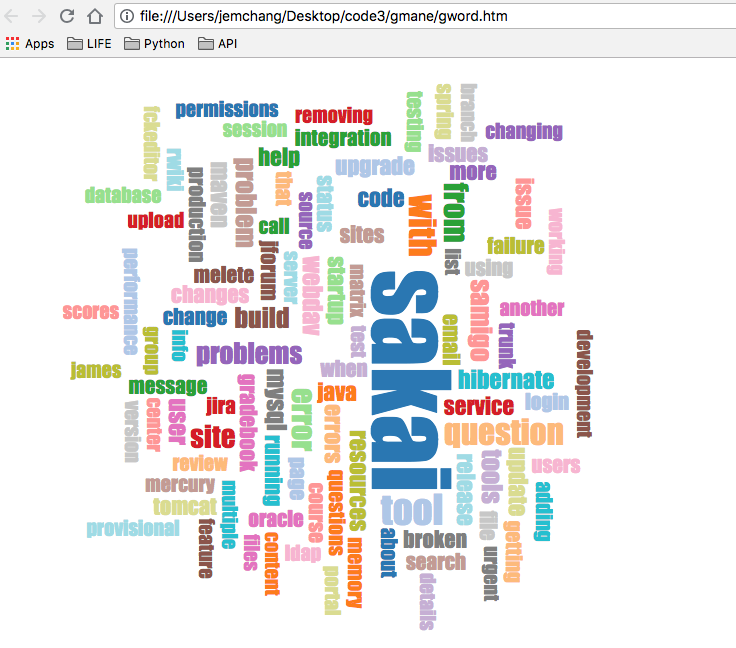 file:///Users/jemchang/Desktop/code3/gmane/gword.htm
Apps LIFE Python API
fckeditor
permissions
session
removing
integration
testing
spring
branch
changing
rwiki
production
maven
problem
help
that
source
status
upgrade
issues
more
database
upload
call
code
sites
with
from
issue
working
failure
list
using
performance
melete
jforum
changes
server
webdav
startup
matrix
sakai
samigo
another
scores
change
build
group
info
problems
test
when
email
trunk
development
james
message
mysql
gradebook
error
java
hibernate
login
version
center
user
jira
site
running
errors
resources
service
question
review
page
release
tools
update
users
mercury
tomcat
multiple
course
questions
tool
adding
provisional
feature
oracle
files
content
ldap
memory
about
broken
file
urgent
getting
search
portal
details